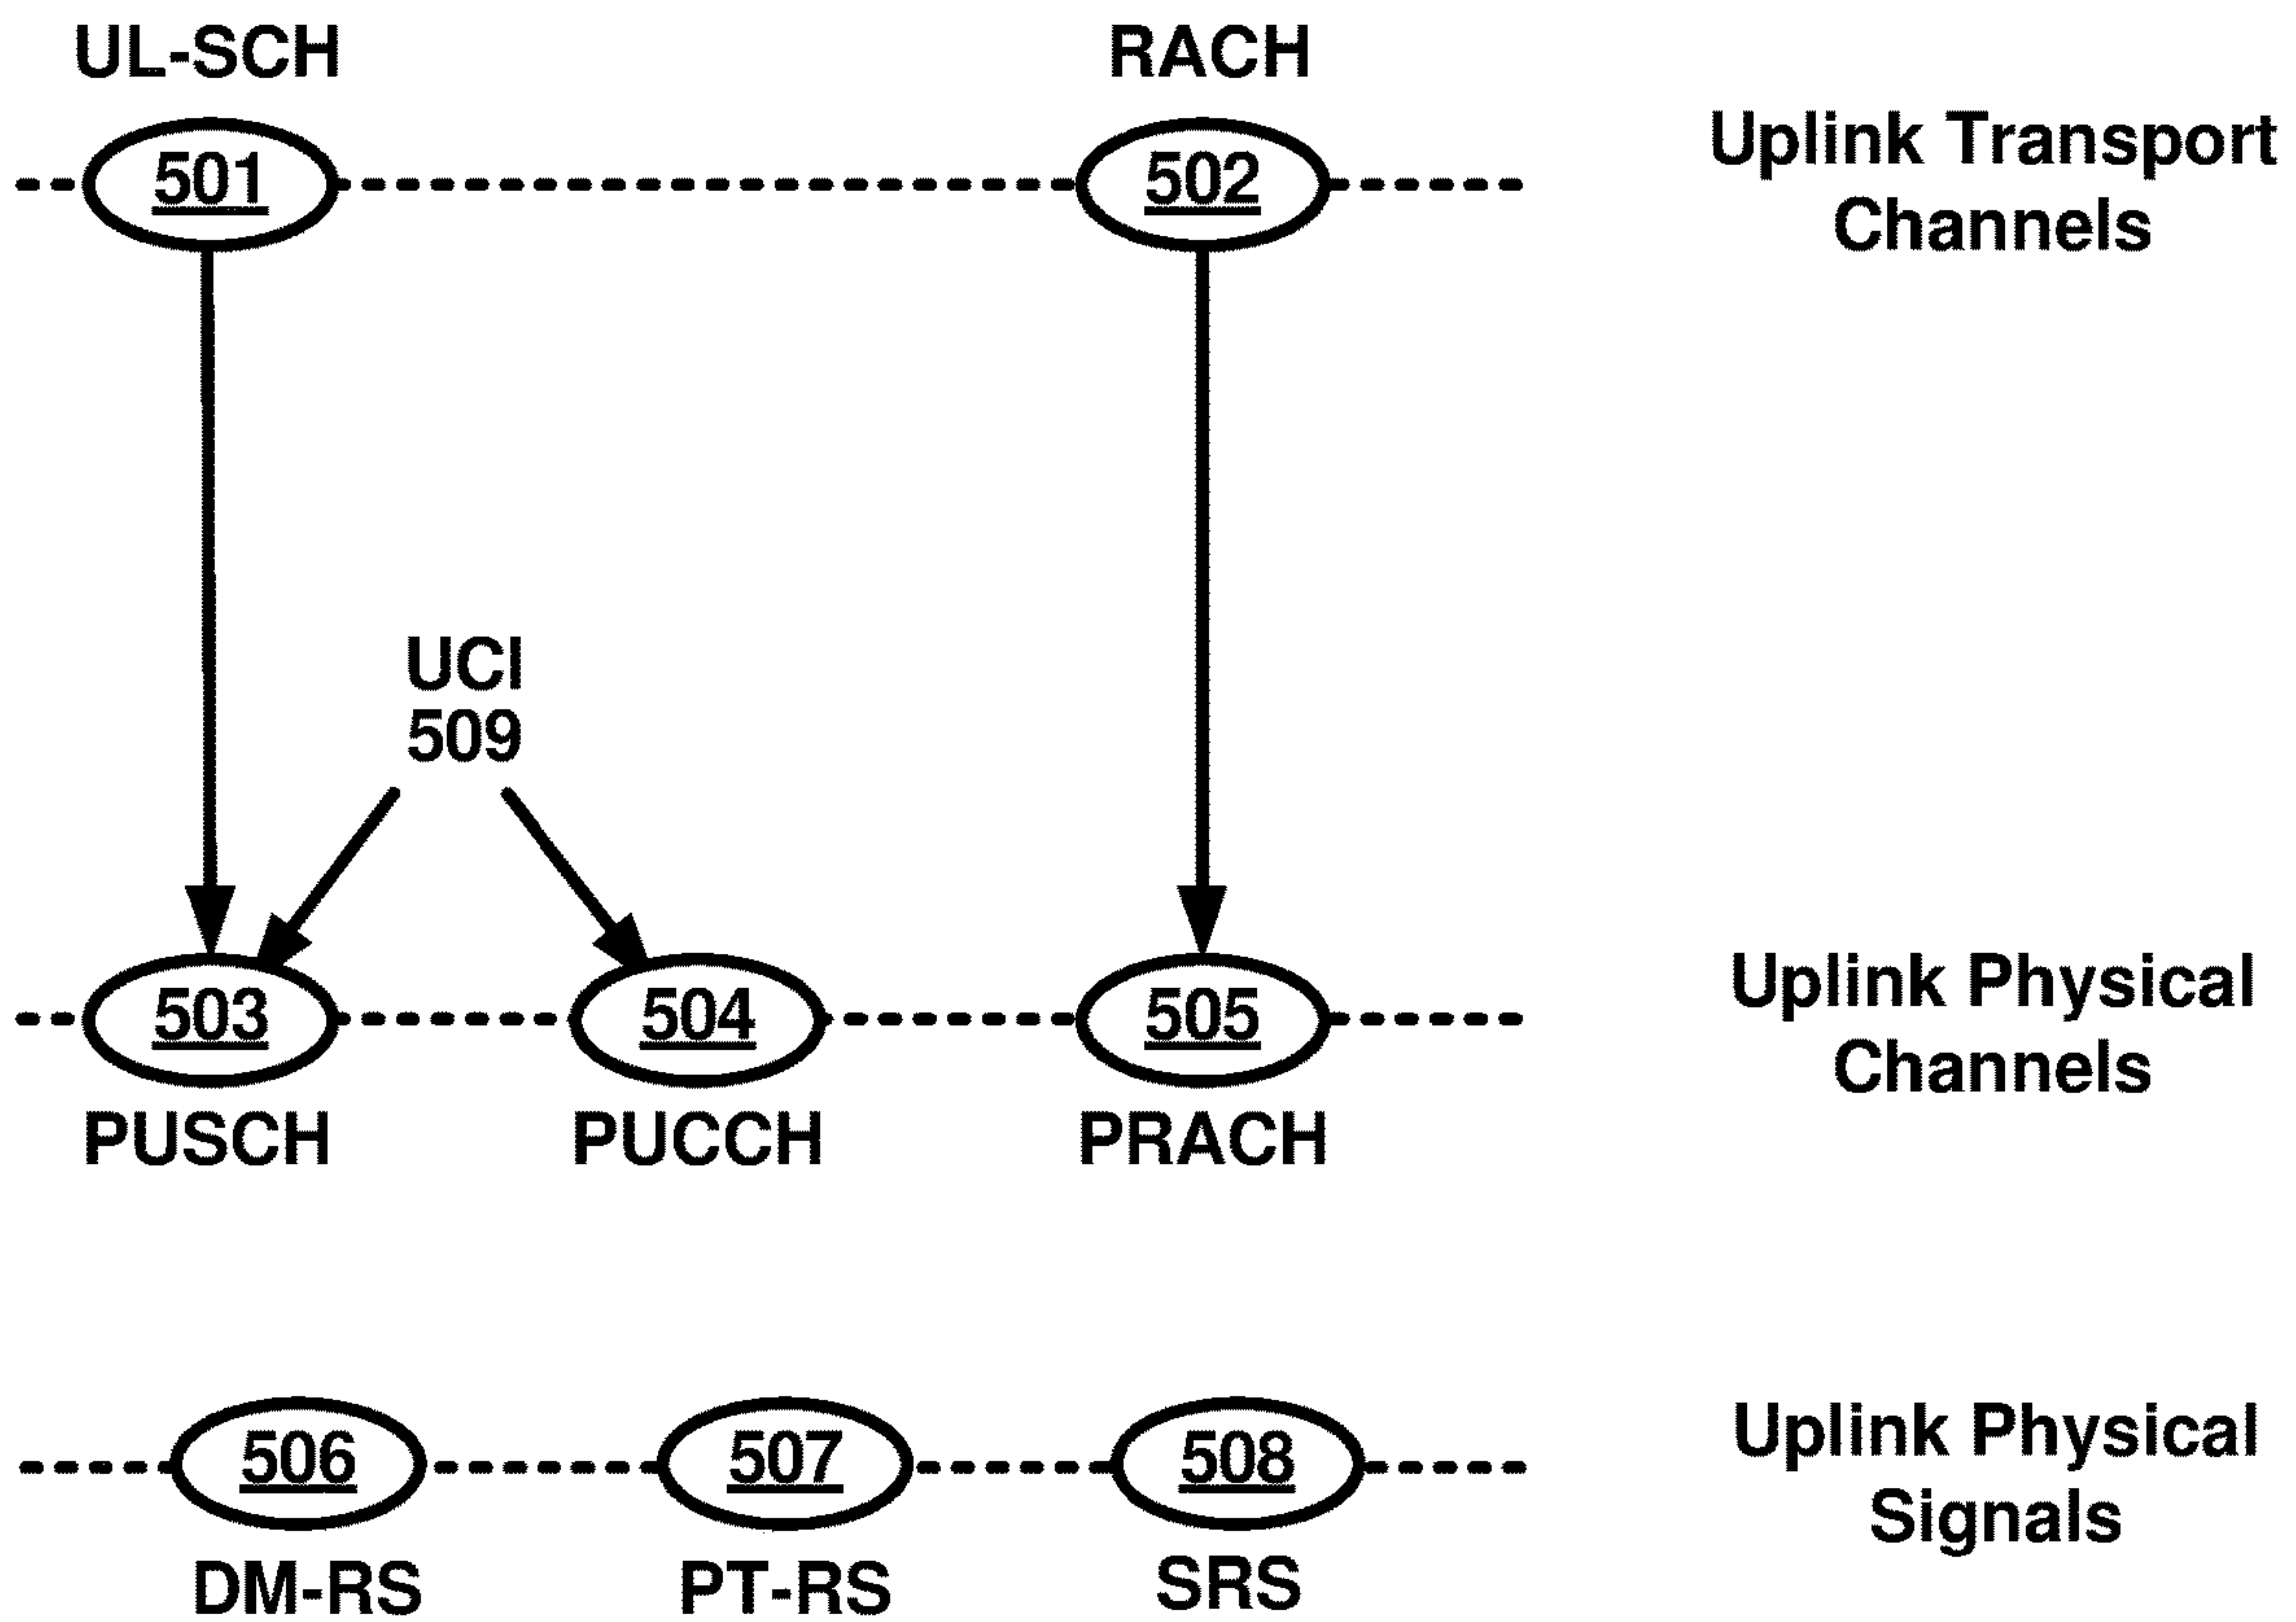 UL-SCH
RACH
501
502
Uplink Transport
Channels
UCI
509
503
504
505
Uplink Physical
Channels
PUSCH
PUCCH
PRACH
506
507
508
Uplink Physical
Signals
DM-RS
PT-RS
SRS